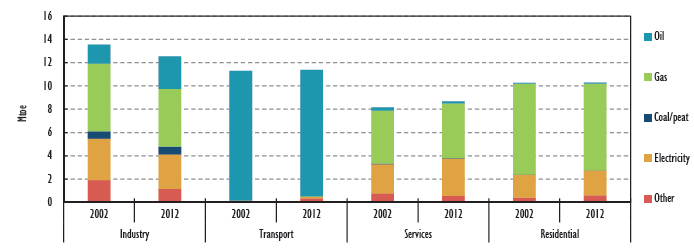 16
14
12
10
8
6
4
2
0
Mtoe
2002 2012 2002 2012 2002 2012 2002 2012
Industry Transport Services Residential
Oil
Gas
Coal/peat
Electricity
Other